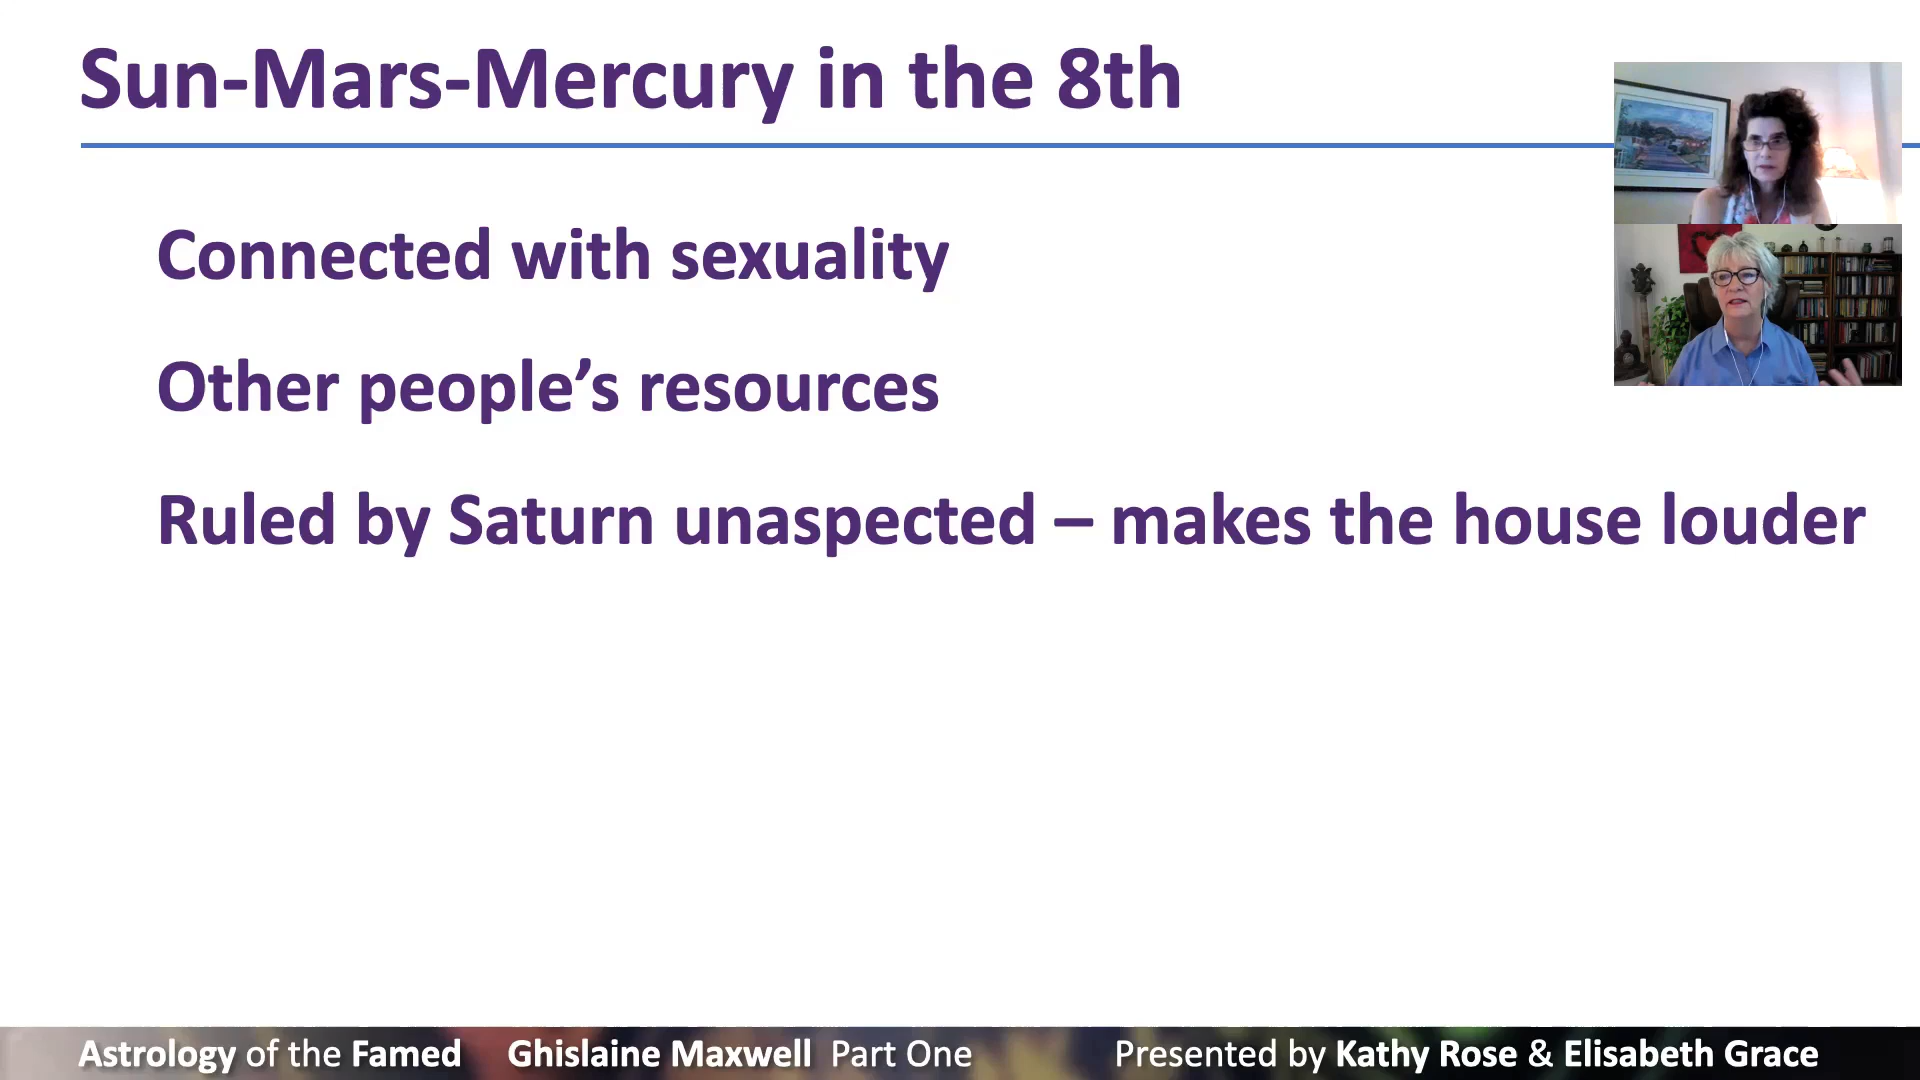 Sun-Mars-Mercury in the 8th
Connected with sexuality
Other people’s resources
Ruled by Saturn unaspected – makes the house louder
Astrology of the Famed Ghislaine Maxwell Part One Presented by Kathy Rose & Elisabeth Grace